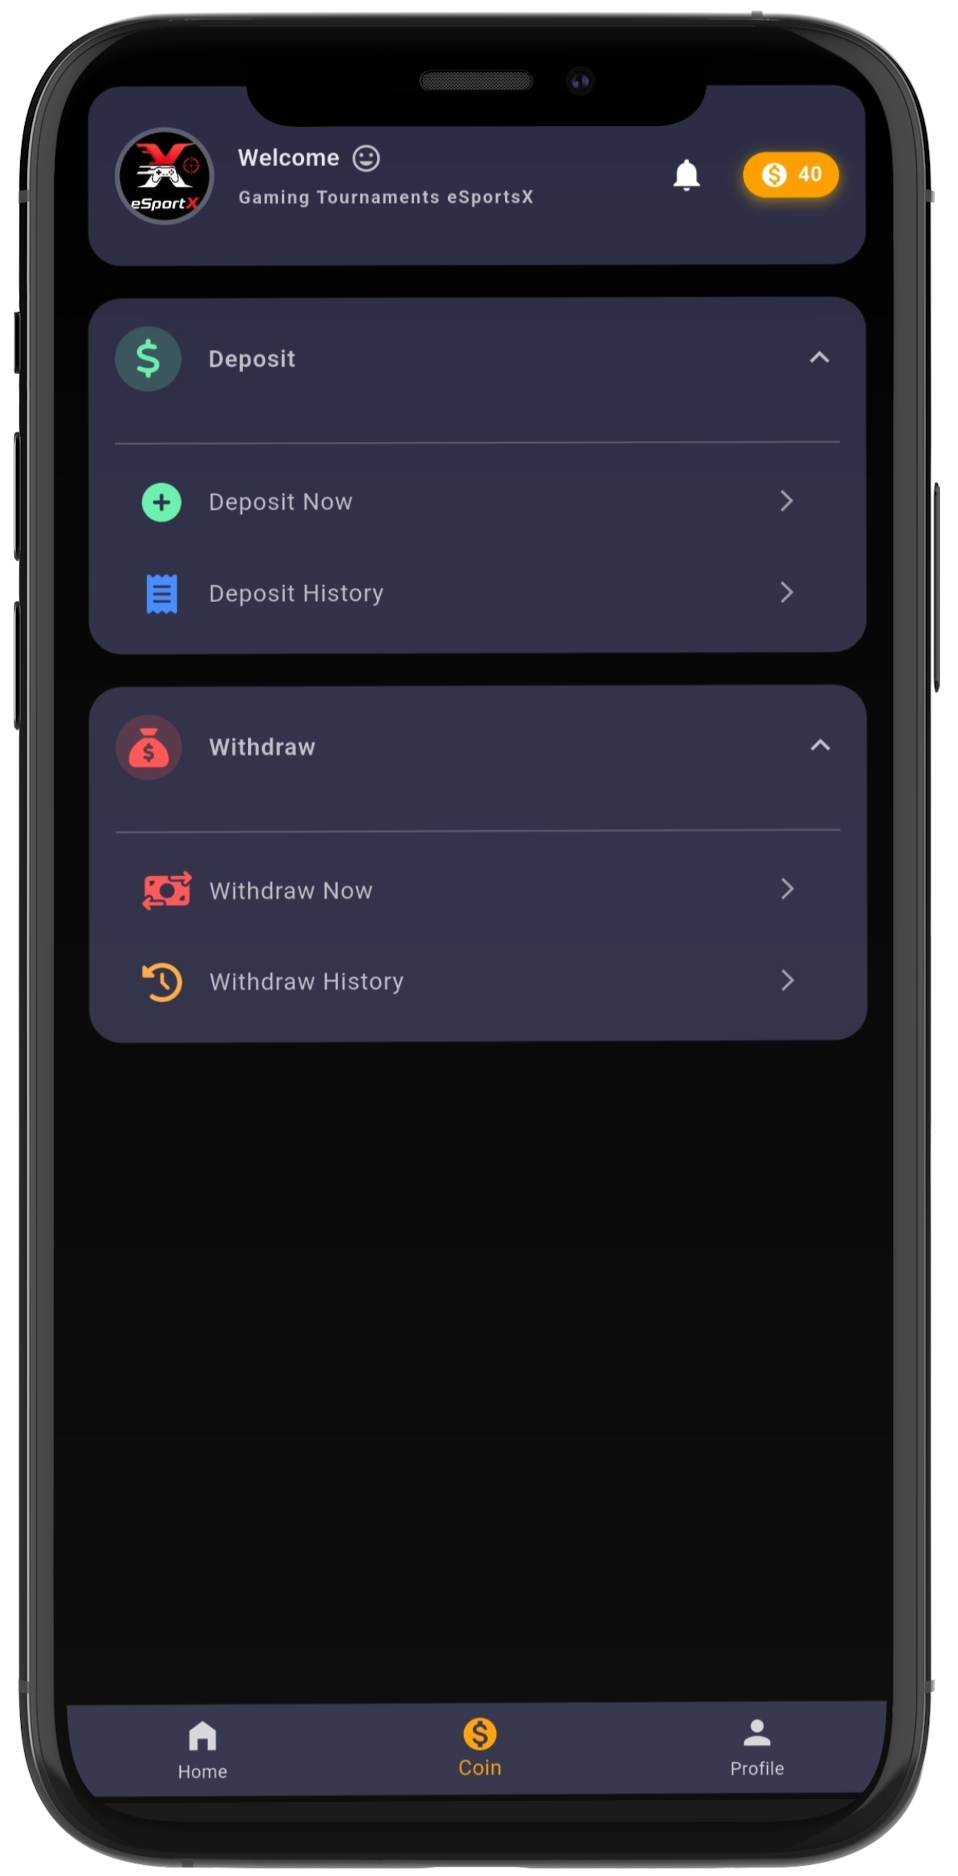 eSportX
Welcome
Gaming Tournaments eSportsX
40
Deposit
Deposit Now
Deposit History
Withdraw
Withdraw Now
Withdraw History
Home
Coin
Profile